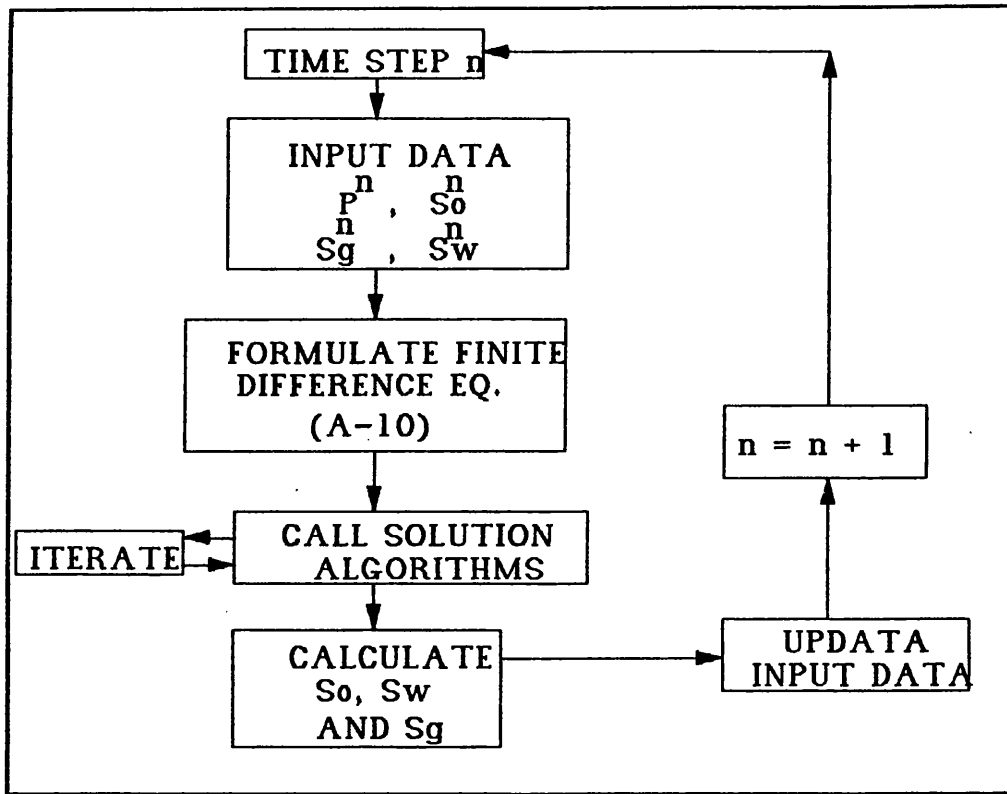 TIME STEP n
INPUT DATA
n n
P , So
n n
Sg , Sw
FORMULATE FINITE
DIFFERENCE EQ.
(A-10)
CALL SOLUTION
ALGORITHMS
ITERATE
CALCULATE
So, Sw
AND Sg
UPDATA
INPUT DATA
n = n + 1